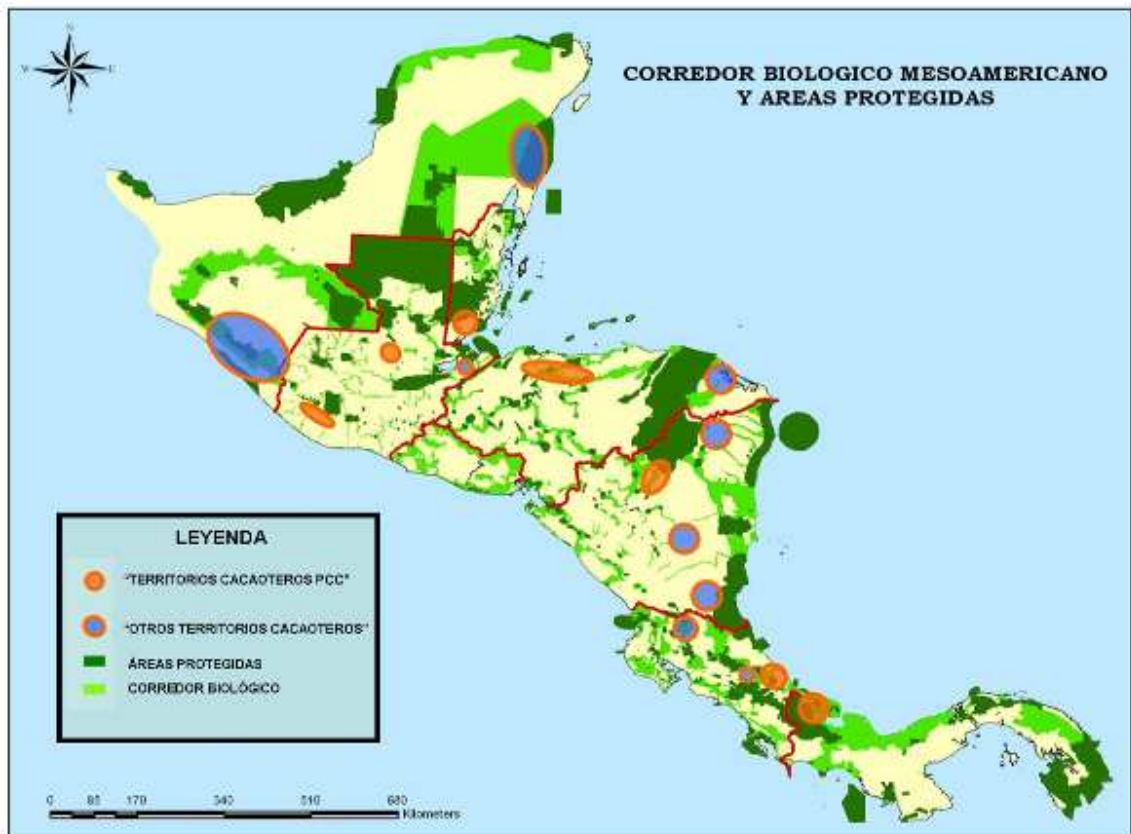 CORREDOR BIOLOGICO MESOAMERICANO
Y AREAS PROTEGIDAS
N
W
E
S
LEYENDA
"TERRITORIOS CACAOTEROS PCC"
"OTROS TERRITORIOS CACAOTEROS"
ÁREAS PROTEGIDAS
CORREDOR BIOLÓGICO
0 85 170 340 510 680
Kilometers